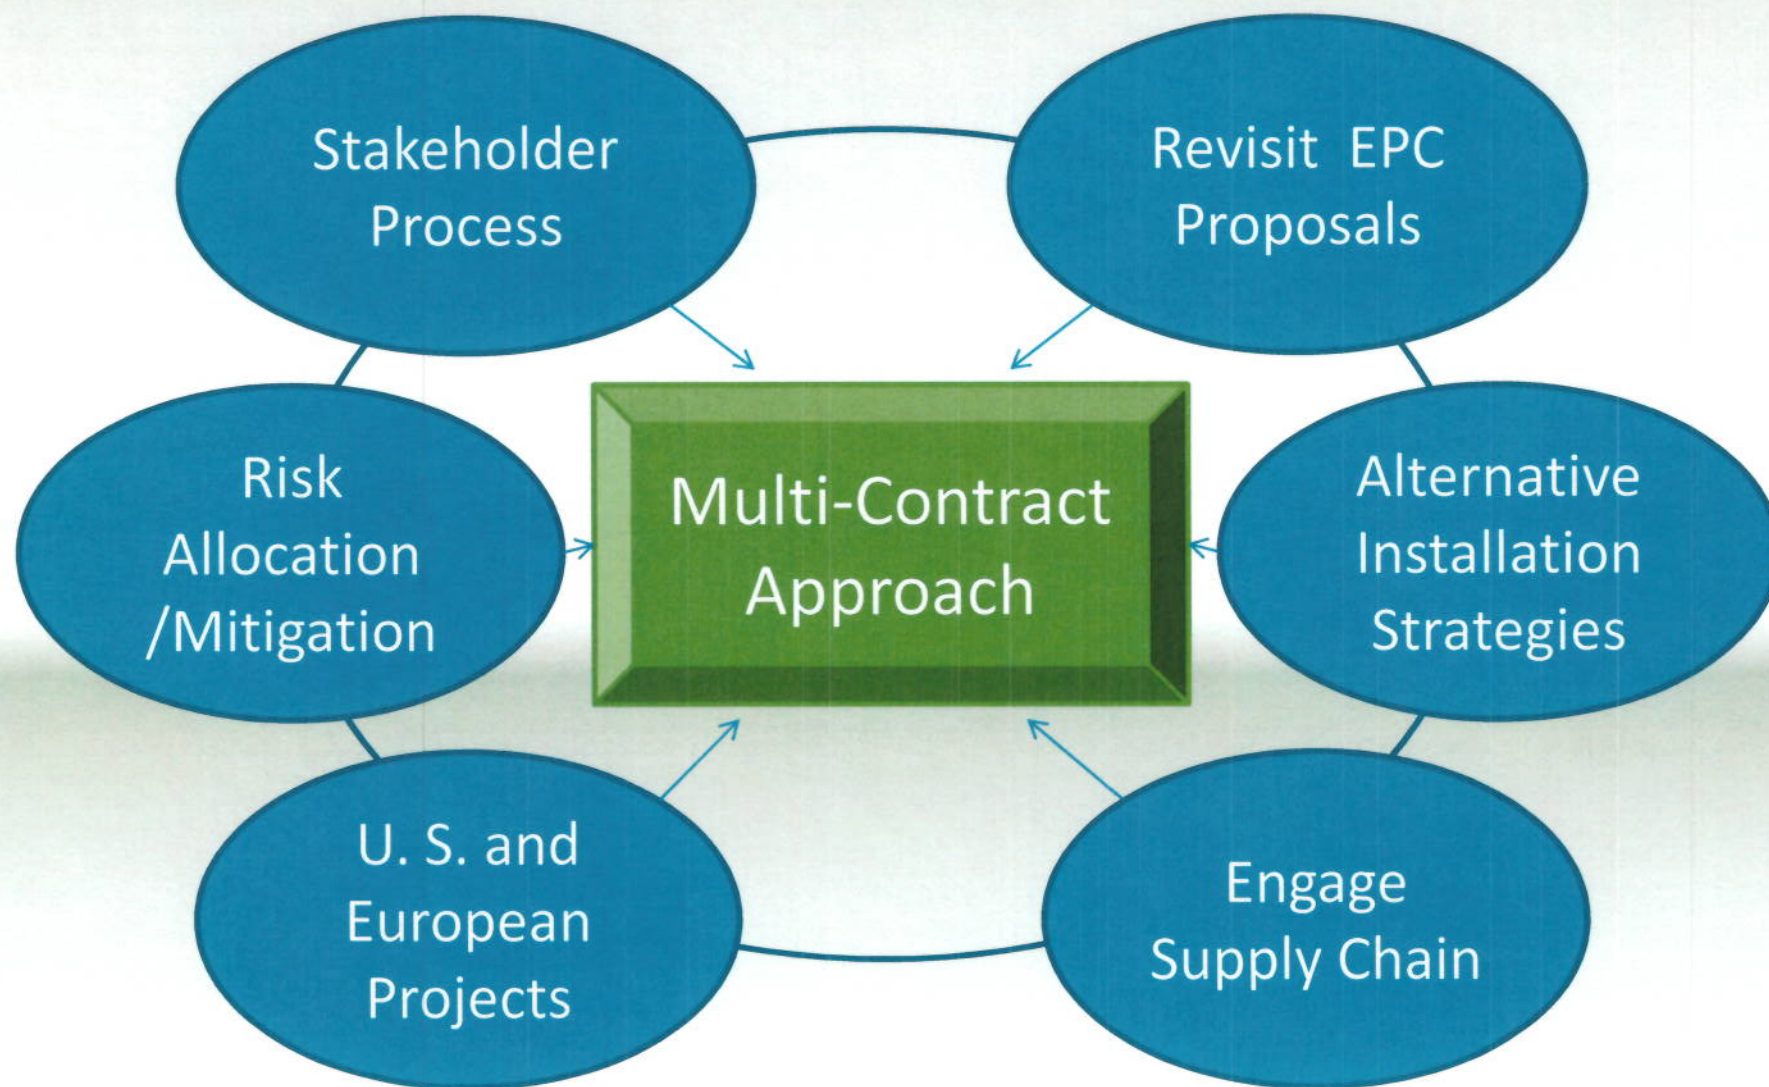 Stakeholder
Process
Revisit EPC
Proposals
Risk
Allocation
/Mitigation
Multi-Contract
Approach
Alternative
Installation
Strategies
U. S. and
European
Projects
Engage
Supply Chain